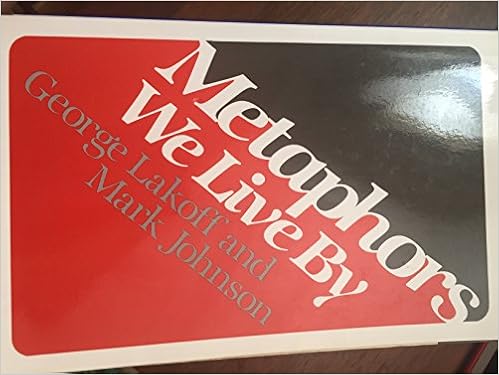 Metaphors
We Live By
George Lakoff and
Mark Johnson